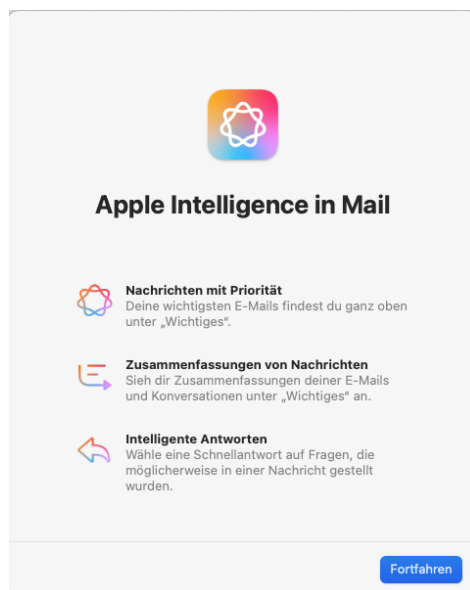 Apple Intelligence in Mail
Nachrichten mit Priorität
Deine wichtigsten E-Mails findest du ganz oben
unter „Wichtiges“.
Zusammenfassungen von Nachrichten
Sieh dir Zusammenfassungen deiner E-Mails
und Konversationen unter „Wichtiges“ an.
Intelligente Antworten
Wähle eine Schnellantwort auf Fragen, die
möglicherweise in einer Nachricht gestellt
wurden.
Fortfahren